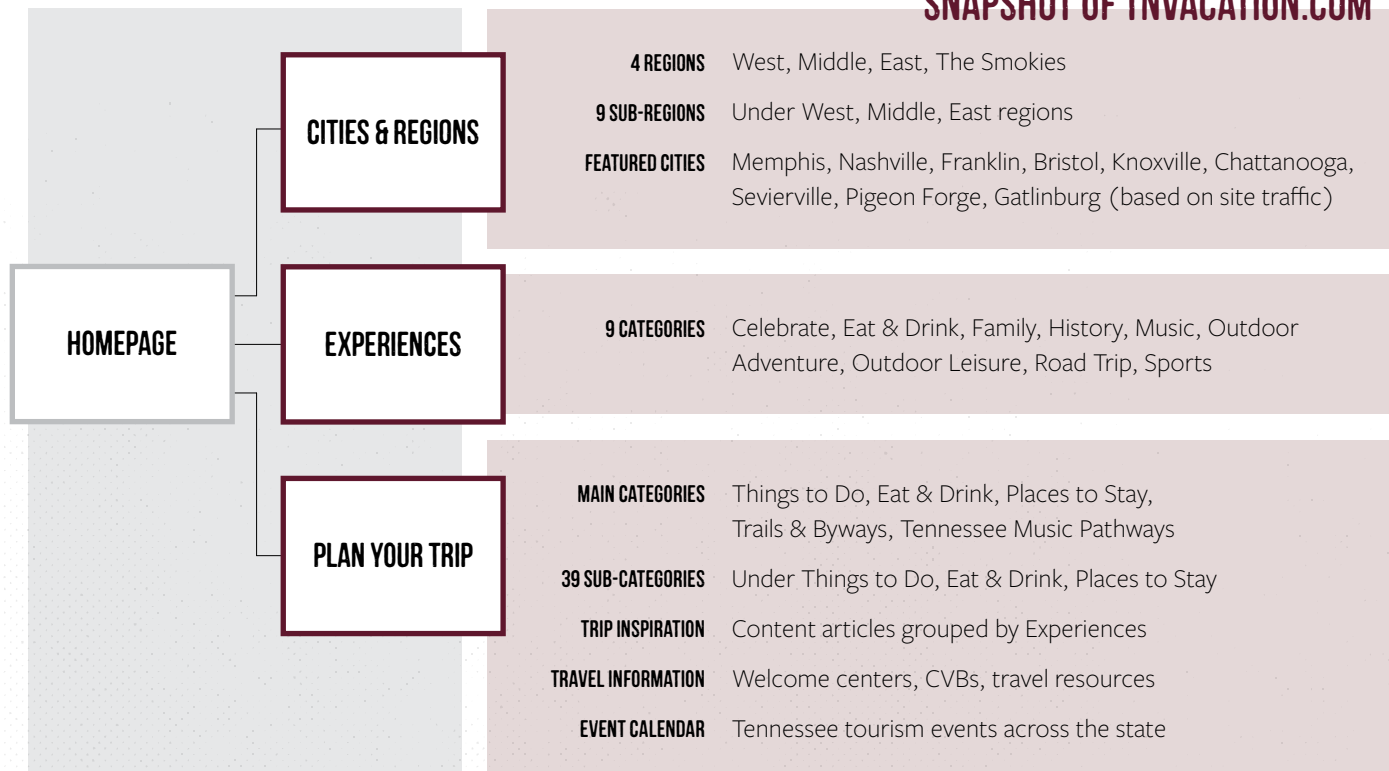 SNAPSHOT OF TNVACATION.COM
HOMEPAGE
CITIES & REGIONS
4 REGIONS West, Middle, East, The Smokies
9 SUB-REGIONS Under West, Middle, East regions
FEATURED CITIES Memphis, Nashville, Franklin, Bristol, Knoxville, Chattanooga,
Sevierville, Pigeon Forge, Gatlinburg (based on site traffic)
EXPERIENCES
9 CATEGORIES Celebrate, Eat & Drink, Family, History, Music, Outdoor
Adventure, Outdoor Leisure, Road Trip, Sports
PLAN YOUR TRIP
MAIN CATEGORIES Things to Do, Eat & Drink, Places to Stay,
Trails & Byways, Tennessee Music Pathways
39 SUB-CATEGORIES Under Things to Do, Eat & Drink, Places to Stay
TRIP INSPIRATION Content articles grouped by Experiences
TRAVEL INFORMATION Welcome centers, CVBs, travel resources
EVENT CALENDAR Tennessee tourism events across the state